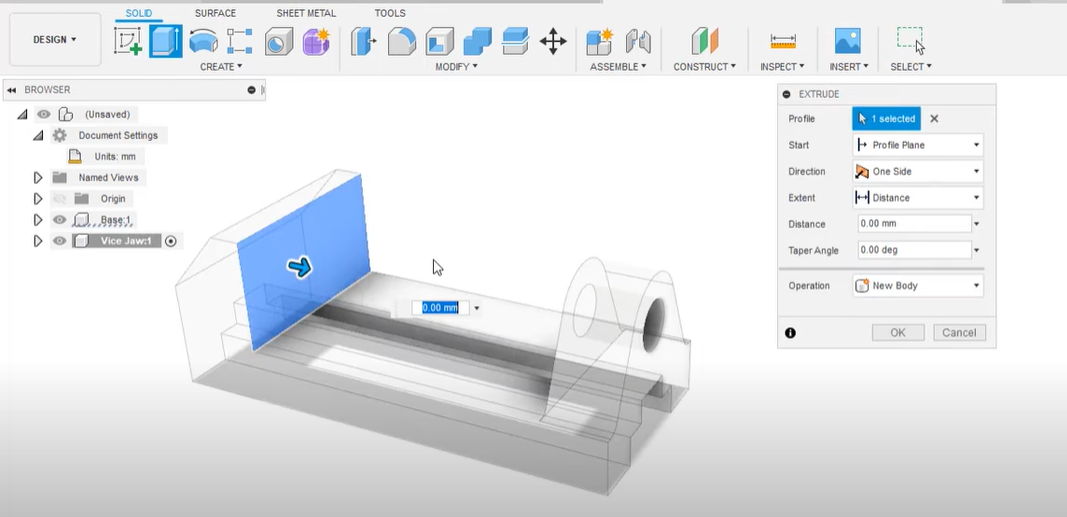 SOLID SURFACE SHEET METAL TOOLS
DESIGN
CREATE MODIFY ASSEMBLE CONSTRUCT INSPECT INSERT SELECT
BROWSER
(Unsaved)
Document Settings
Units: mm
Named Views
Origin
Base:1
Vice Jaw:1
0.00 mm
EXTRUDE
Profile 1 selected
Start Profile Plane
Direction One Side
Extent Distance
Distance 0.00 mm
Taper Angle 0.00 deg
Operation New Body
OK Cancel